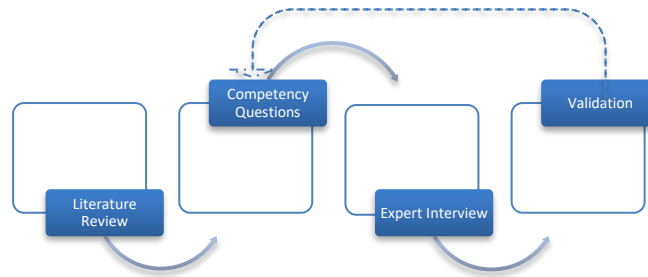 Competency
Questions
Validation
Literature
Review
Expert Interview